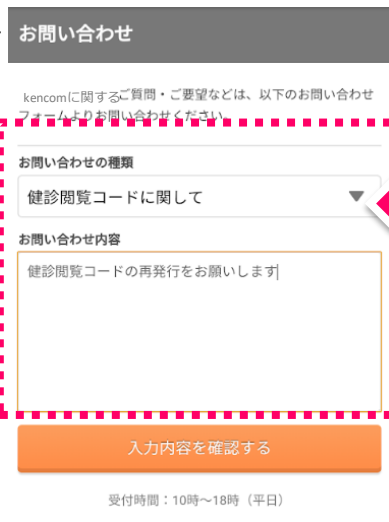 お問い合わせ
kencomに関するご質問・ご要望などは、以下のお問い合わせ
フォームよりお問い合わせください。
お問い合わせの種類
健診閲覧コードに関して
お問い合わせ内容
健診閲覧コードの再発行をお願いします
入力内容を確認する
受付時間：10時～18時（平日）